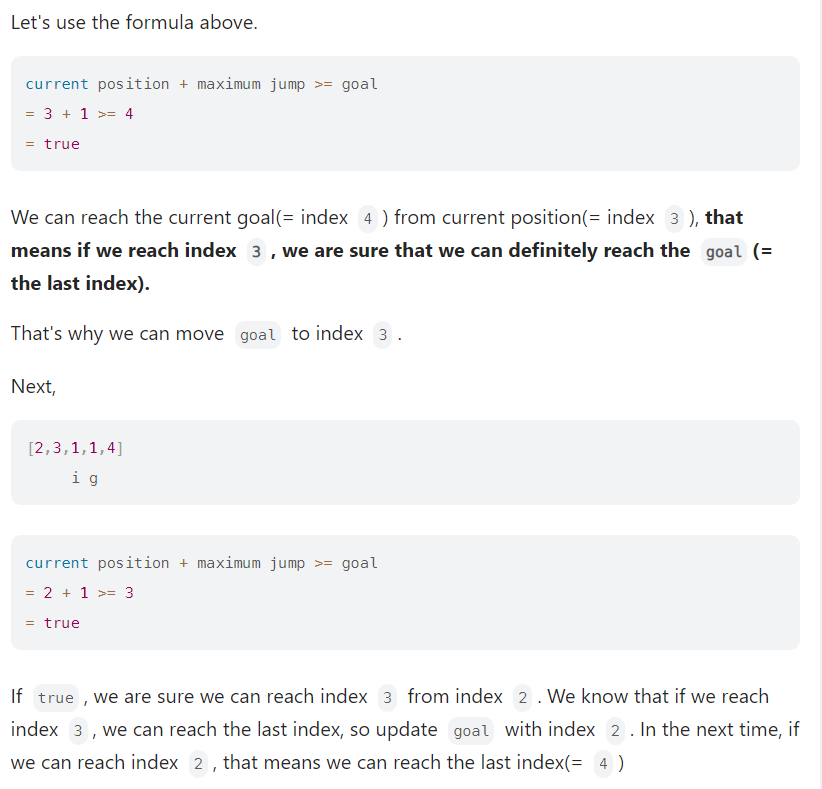 Let's use the formula above.
current position + maximum jump >= goal
= 3 + 1 >= 4
= true
We can reach the current goal(= index 4 ) from current position(= index 3 ), that
means if we reach index 3 , we are sure that we can definitely reach the goal (=
the last index).
That's why we can move goal to index 3 .
Next,
[2,3,1,1,4]
     i g
current position + maximum jump >= goal
= 2 + 1 >= 3
= true
If true , we are sure we can reach index 3 from index 2 . We know that if we reach
index 3 , we can reach the last index, so update goal with index 2 . In the next time, if
we can reach index 2 , that means we can reach the last index(= 4 )